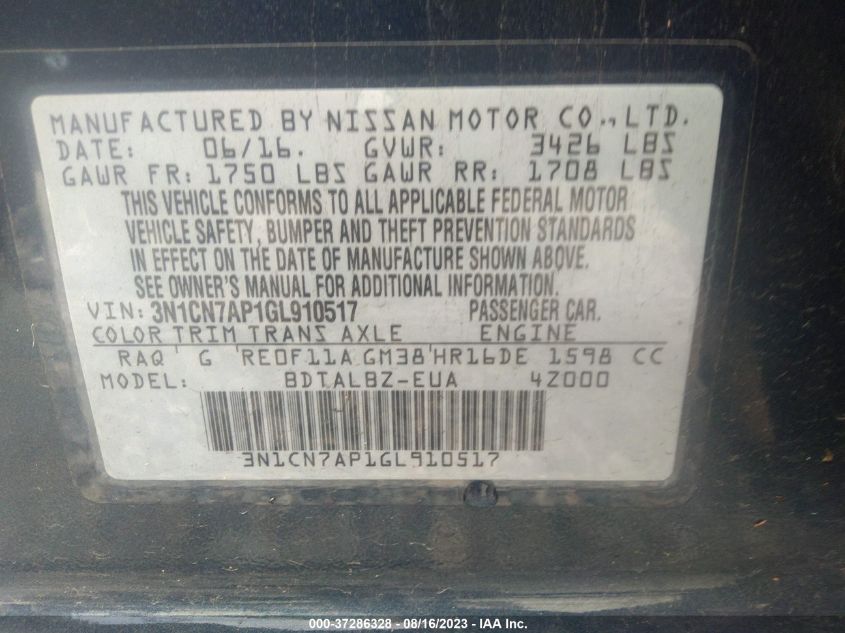 MANUFACTURED BY NISSAN MOTOR CO., LTD.
DATE: 06/16. GVWR: 3426 LBS
GAWR FR: 1750 LBS GAWR RR: 1708 LBS
THIS VEHICLE CONFORMS TO ALL APPLICABLE FEDERAL MOTOR
VEHICLE SAFETY, BUMPER AND THEFT PREVENTION STANDARDS
IN EFFECT ON THE DATE OF MANUFACTURE SHOWN ABOVE.
SEE OWNER'S MANUAL FOR ADDITIONAL INFORMATION.
VIN: 3N1CN7AP1GL910517 PASSENGER CAR.
COLOR TRIM TRANS AXLE ENGINE
RAQ G RE0F11A GM38 HR16DE 1598 CC
MODEL: BDTALBZ-EUA 4Z000
3N1CN7AP1GL910517
000-37286328 - 08/16/2023 - IAA Inc.